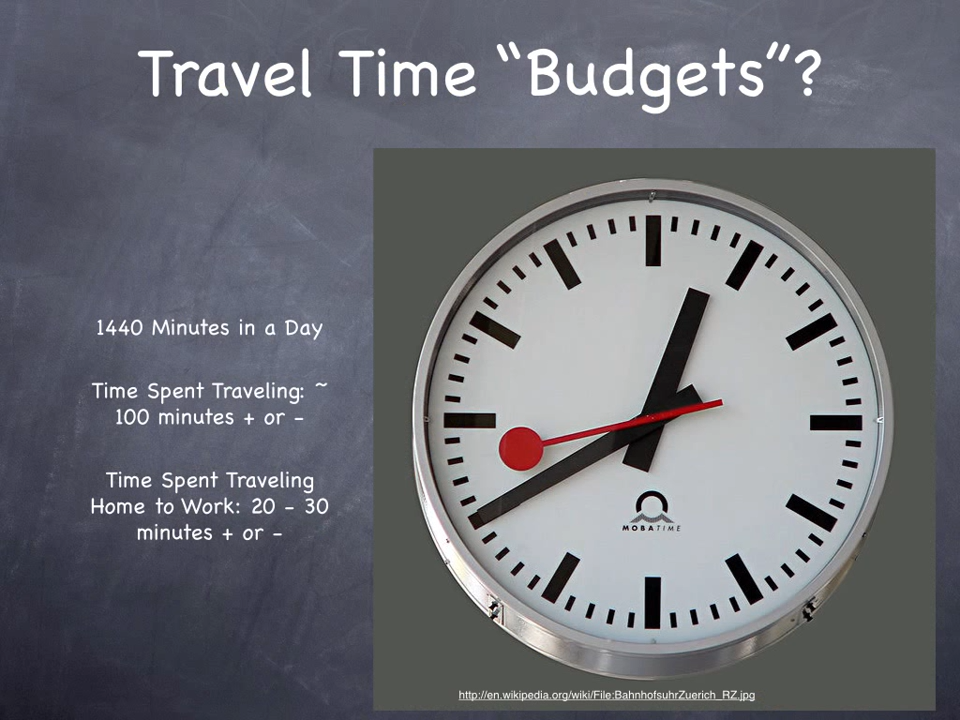 Travel Time “Budgets”?
1440 Minutes in a Day
Time Spent Traveling: ~
100 minutes + or -
Time Spent Traveling
Home to Work: 20 - 30
minutes + or -
MOBATIME
http://en.wikipedia.org/wiki/File:BahnhofsuhrZuerich_RZ.jpg